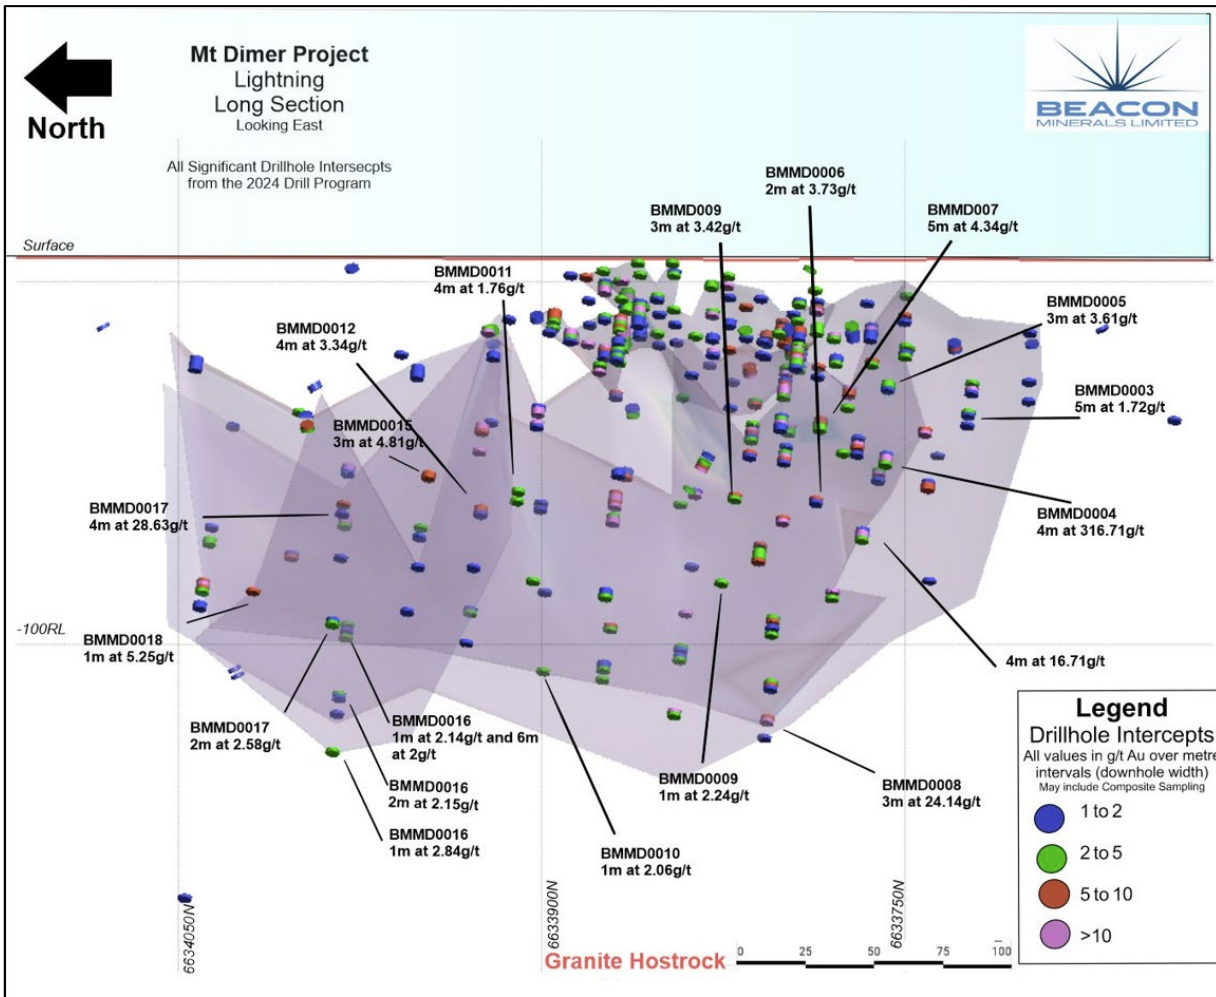 Mt Dimer Project
Lightning
Long Section
Looking East
North
All Significant Drillhole Intersecpts
from the 2024 Drill Program
BEACON
MINERALS LIMITED
Surface
BMMD0006
2m at 3.73g/t
BMMD009
3m at 3.42g/t
BMMD007
5m at 4.34g/t
BMMD0011
4m at 1.76g/t
BMMD0005
3m at 3.61g/t
BMMD0012
4m at 3.34g/t
BMMD0003
5m at 1.72g/t
BMMD0015
3m at 4.81g/t
BMMD0017
4m at 28.63g/t
BMMD0004
4m at 316.71g/t
-100RL
BMMD0018
1m at 5.25g/t
4m at 16.71g/t
BMMD0017
2m at 2.58g/t
BMMD0016
1m at 2.14g/t and 6m
at 2g/t
BMMD0016
2m at 2.15g/t
BMMD0016
1m at 2.84g/t
BMMD0009
1m at 2.24g/t
BMMD0008
3m at 24.14g/t
BMMD0010
1m at 2.06g/t
Legend
Drillhole Intercepts
All values in g/t Au over metre
intervals (downhole width)
May include Composite Sampling
1 to 2
2 to 5
5 to 10
>10
6634050N
6633900N
6633750N
Granite Hostrock
0 25 50 75 100